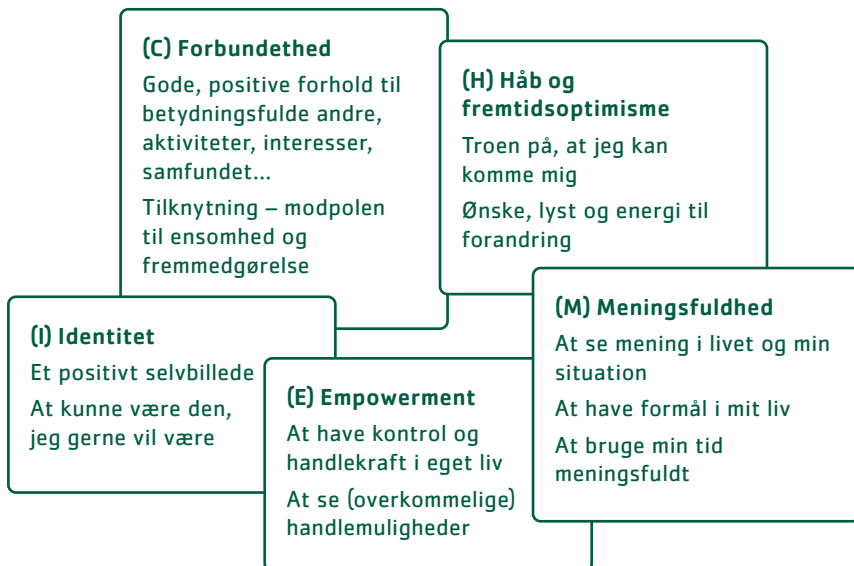 (C) Forbundethed
Gode, positive forhold til
betydningsfulde andre,
aktiviteter, interesser,
samfundet...
Tilknytning – modpolen
til ensomhed og
fremmedgørelse
(H) Håb og
fremtidsoptimisme
Troen på, at jeg kan
komme mig
Ønske, lyst og energi til
forandring
(I) Identitet
Et positivt selvbillede
At kunne være den,
jeg gerne vil være
(E) Empowerment
At have kontrol og
handlekraft i eget liv
At se (overkommelige)
handlemuligheder
(M) Meningsfuldhed
At se mening i livet og min
situation
At have formål i mit liv
At bruge min tid
meningsfuldt